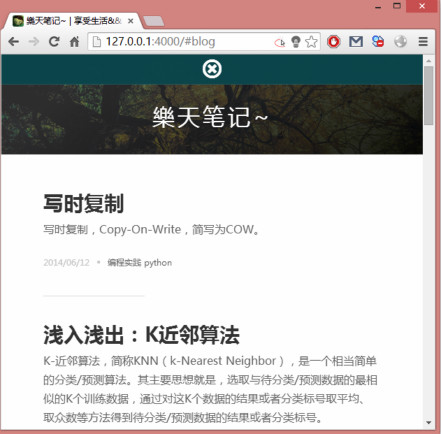 樂天笔记~ | 享受生活&&
127.0.0.1:4000/#blog
樂天笔记~
写时复制
写时复制，Copy-On-Write，简写为COW。
2014/06/12 • 编程实践 python
浅入浅出：K近邻算法
K-近邻算法，简称KNN（k-Nearest Neighbor），是一个相当简单
的分类/预测算法。其主要思想就是，选取与待分类/预测数据的最相
似的K个训练数据，通过对这K个数据的结果或者分类标号取平均、
取众数等方法得到待分类/预测数据的结果或者分类标号。